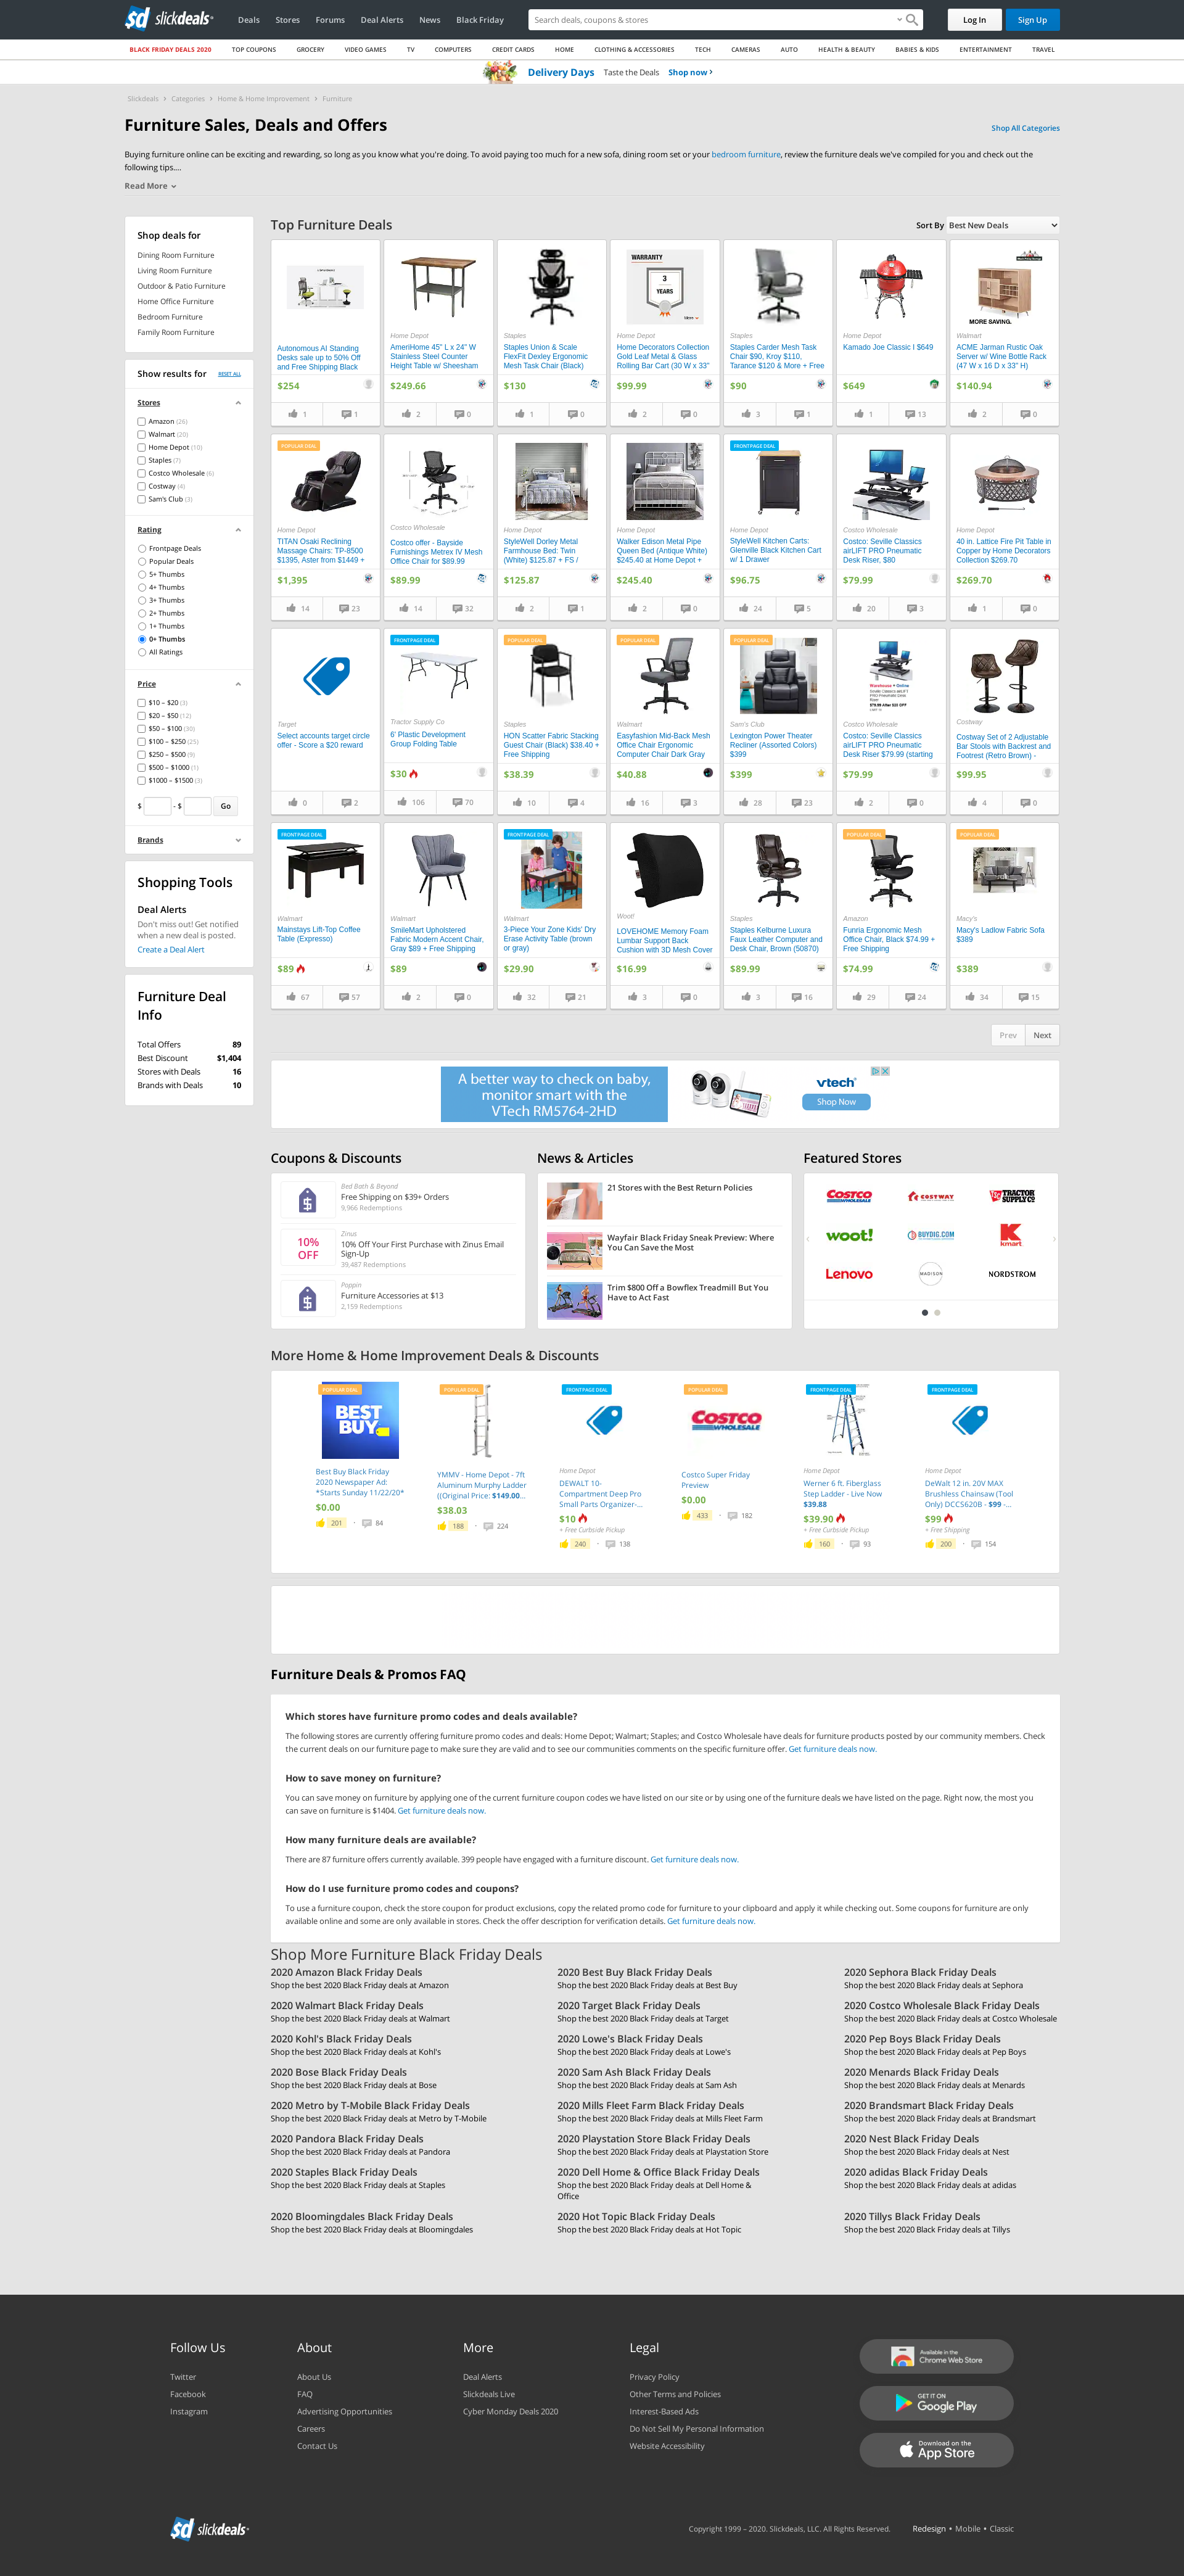 sd slickdeals
Deals Stores Forums Deal Alerts News Black Friday
Search deals, coupons & stores
Log In Sign Up
BLACK FRIDAY DEALS 2020 TOP COUPONS GROCERY VIDEO GAMES TV COMPUTERS CREDIT CARDS HOME CLOTHING & ACCESSORIES TECH CAMERAS AUTO HEALTH & BEAUTY BABIES & KIDS ENTERTAINMENT TRAVEL
Delivery Days Taste the Deals Shop now ›
Slickdeals › Categories › Home & Home Improvement › Furniture
Furniture Sales, Deals and Offers
Shop All Categories
Buying furniture online can be exciting and rewarding, so long as you know what you're doing. To avoid paying too much for a new sofa, dining room set or your bedroom furniture, review the furniture deals we've compiled for you and check out the
following tips....
Read More
Shop deals for
Dining Room Furniture
Living Room Furniture
Outdoor & Patio Furniture
Home Office Furniture
Bedroom Furniture
Family Room Furniture
Show results for RESET ALL
Stores
Amazon (26)
Walmart (20)
Home Depot (10)
Staples (7)
Costco Wholesale (6)
Costway (4)
Sam's Club (3)
Rating
Frontpage Deals
Popular Deals
5+ Thumbs
4+ Thumbs
3+ Thumbs
2+ Thumbs
1+ Thumbs
0+ Thumbs
All Ratings
Price
$10 – $20 (3)
$20 – $50 (12)
$50 – $100 (30)
$100 – $250 (25)
$250 – $500 (9)
$500 – $1000 (1)
$1000 – $1500 (3)
$ - $ Go
Brands
Shopping Tools
Deal Alerts
Don't miss out! Get notified
when a new deal is posted.
Create a Deal Alert
Furniture Deal
Info
Total Offers 89
Best Discount $1,404
Stores with Deals 16
Brands with Deals 10
Top Furniture Deals
Sort By Best New Deals
Autonomous AI Standing
Desks sale up to 50% Off
and Free Shipping Black
$254
1 1
Home Depot
AmeriHome 45" L x 24" W
Stainless Steel Counter
Height Table w/ Sheesham
$249.66
2 0
Staples
Staples Union & Scale
FlexFit Dexley Ergonomic
Mesh Task Chair (Black)
$130
1 0
WARRANTY
3
YEARS
Home Depot
Home Decorators Collection
Gold Leaf Metal & Glass
Rolling Bar Cart (30 W x 33"
$99.99
2 0
Staples
Staples Carder Mesh Task
Chair $90, Kroy $110,
Tarance $120 & More + Free
$90
3 1
Home Depot
Kamado Joe Classic I $649
$649
1 13
MORE SAVING.
Walmart
ACME Jarman Rustic Oak
Server w/ Wine Bottle Rack
(47 W x 16 D x 33" H)
$140.94
2 0
POPULAR DEAL
Home Depot
TITAN Osaki Reclining
Massage Chairs: TP-8500
$1395, Aster from $1449 +
$1,395
14 23
Costco Wholesale
Costco offer - Bayside
Furnishings Metrex IV Mesh
Office Chair for $89.99
$89.99
14 32
Home Depot
StyleWell Dorley Metal
Farmhouse Bed: Twin
(White) $125.87 + FS /
$125.87
2 1
Home Depot
Walker Edison Metal Pipe
Queen Bed (Antique White)
$245.40 at Home Depot +
$245.40
2 0
FRONTPAGE DEAL
Home Depot
StyleWell Kitchen Carts:
Glenville Black Kitchen Cart
w/ 1 Drawer
$96.75
24 5
Costco Wholesale
Costco: Seville Classics
airLIFT PRO Pneumatic
Desk Riser, $80
$79.99
20 3
Home Depot
40 in. Lattice Fire Pit Table in
Copper by Home Decorators
Collection $269.70
$269.70
1 0
Target
Select accounts target circle
offer - Score a $20 reward
0 2
FRONTPAGE DEAL
Tractor Supply Co
6' Plastic Development
Group Folding Table
$30
106 70
POPULAR DEAL
Staples
HON Scatter Fabric Stacking
Guest Chair (Black) $38.40 +
Free Shipping
$38.39
10 4
POPULAR DEAL
Walmart
Easyfashion Mid-Back Mesh
Office Chair Ergonomic
Computer Chair Dark Gray
$40.88
16 3
POPULAR DEAL
Sam's Club
Lexington Power Theater
Recliner (Assorted Colors)
$399
$399
28 23
Warehouse + Online
Costco Wholesale
Costco: Seville Classics
airLIFT PRO Pneumatic
Desk Riser $79.99 (starting
$79.99
2 0
Costway
Costway Set of 2 Adjustable
Bar Stools with Backrest and
Footrest (Retro Brown) -
$99.95
4 0
FRONTPAGE DEAL
Walmart
Mainstays Lift-Top Coffee
Table (Expresso)
$89
67 57
Walmart
SmileMart Upholstered
Fabric Modern Accent Chair,
Gray $89 + Free Shipping
$89
2 0
FRONTPAGE DEAL
Walmart
3-Piece Your Zone Kids' Dry
Erase Activity Table (brown
or gray)
$29.90
32 21
Woot!
LOVEHOME Memory Foam
Lumbar Support Back
Cushion with 3D Mesh Cover
$16.99
3 0
Staples
Staples Kelburne Luxura
Faux Leather Computer and
Desk Chair, Brown (50870)
$89.99
3 16
POPULAR DEAL
Amazon
Funria Ergonomic Mesh
Office Chair, Black $74.99 +
Free Shipping
$74.99
29 24
POPULAR DEAL
Macy's
Macy's Ladlow Fabric Sofa
$389
$389
34 15
Prev Next
A better way to check on baby,
monitor smart with the
VTech RM5764-2HD
vtech
Shop Now
Coupons & Discounts
Bed Bath & Beyond
Free Shipping on $39+ Orders
9,966 Redemptions
10%
OFF
Zinus
10% Off Your First Purchase with Zinus Email
Sign-Up
39,487 Redemptions
Poppin
Furniture Accessories at $13
2,159 Redemptions
News & Articles
21 Stores with the Best Return Policies
Wayfair Black Friday Sneak Preview: Where
You Can Save the Most
Trim $800 Off a Bowflex Treadmill But You
Have to Act Fast
Featured Stores
COSTCO WHOLESALE COSTWAY TRACTOR SUPPLY CO
woot! BUYDIG.COM kmart
Lenovo MADISON NORDSTROM
More Home & Home Improvement Deals & Discounts
POPULAR DEAL
BEST BUY
Best Buy Black Friday
2020 Newspaper Ad:
*Starts Sunday 11/22/20*
$0.00
201 · 84
POPULAR DEAL
YMMV - Home Depot - 7ft
Aluminum Murphy Ladder
((Original Price: $149.00...
$38.03
188 · 224
FRONTPAGE DEAL
Home Depot
DEWALT 10-
Compartment Deep Pro
Small Parts Organizer-...
$10
+ Free Curbside Pickup
240 · 138
POPULAR DEAL
COSTCO WHOLESALE
Costco Super Friday
Preview
$0.00
433 · 182
FRONTPAGE DEAL
Home Depot
Werner 6 ft. Fiberglass
Step Ladder - Live Now
$39.88
$39.90
+ Free Curbside Pickup
160 · 93
FRONTPAGE DEAL
Home Depot
DeWalt 12 in. 20V MAX
Brushless Chainsaw (Tool
Only) DCCS620B - $99 -...
$99
+ Free Shipping
200 · 154
Furniture Deals & Promos FAQ
Which stores have furniture promo codes and deals available?
The following stores are currently offering furniture promo codes and deals: Home Depot; Walmart; Staples; and Costco Wholesale have deals for furniture products posted by our community members. Check
the current deals on our furniture page to make sure they are valid and to see our communities comments on the specific furniture offer. Get furniture deals now.
How to save money on furniture?
You can save money on furniture by applying one of the current furniture coupon codes we have listed on our site or by using one of the furniture deals we have listed on the page. Right now, the most you
can save on furniture is $1404. Get furniture deals now.
How many furniture deals are available?
There are 87 furniture offers currently available. 399 people have engaged with a furniture discount. Get furniture deals now.
How do I use furniture promo codes and coupons?
To use a furniture coupon, check the store coupon for product exclusions, copy the related promo code for furniture to your clipboard and apply it while checking out. Some coupons for furniture are only
available online and some are only available in stores. Check the offer description for verification details. Get furniture deals now.
Shop More Furniture Black Friday Deals
2020 Amazon Black Friday Deals 2020 Best Buy Black Friday Deals 2020 Sephora Black Friday Deals
Shop the best 2020 Black Friday deals at Amazon Shop the best 2020 Black Friday deals at Best Buy Shop the best 2020 Black Friday deals at Sephora
2020 Walmart Black Friday Deals 2020 Target Black Friday Deals 2020 Costco Wholesale Black Friday Deals
Shop the best 2020 Black Friday deals at Walmart Shop the best 2020 Black Friday deals at Target Shop the best 2020 Black Friday deals at Costco Wholesale
2020 Kohl's Black Friday Deals 2020 Lowe's Black Friday Deals 2020 Pep Boys Black Friday Deals
Shop the best 2020 Black Friday deals at Kohl's Shop the best 2020 Black Friday deals at Lowe's Shop the best 2020 Black Friday deals at Pep Boys
2020 Bose Black Friday Deals 2020 Sam Ash Black Friday Deals 2020 Menards Black Friday Deals
Shop the best 2020 Black Friday deals at Bose Shop the best 2020 Black Friday deals at Sam Ash Shop the best 2020 Black Friday deals at Menards
2020 Metro by T-Mobile Black Friday Deals 2020 Mills Fleet Farm Black Friday Deals 2020 Brandsmart Black Friday Deals
Shop the best 2020 Black Friday deals at Metro by T-Mobile Shop the best 2020 Black Friday deals at Mills Fleet Farm Shop the best 2020 Black Friday deals at Brandsmart
2020 Pandora Black Friday Deals 2020 Playstation Store Black Friday Deals 2020 Nest Black Friday Deals
Shop the best 2020 Black Friday deals at Pandora Shop the best 2020 Black Friday deals at Playstation Store Shop the best 2020 Black Friday deals at Nest
2020 Staples Black Friday Deals 2020 Dell Home & Office Black Friday Deals 2020 adidas Black Friday Deals
Shop the best 2020 Black Friday deals at Staples Shop the best 2020 Black Friday deals at Dell Home & Shop the best 2020 Black Friday deals at adidas
Office
2020 Bloomingdales Black Friday Deals 2020 Hot Topic Black Friday Deals 2020 Tillys Black Friday Deals
Shop the best 2020 Black Friday deals at Bloomingdales Shop the best 2020 Black Friday deals at Hot Topic Shop the best 2020 Black Friday deals at Tillys
Follow Us
Twitter
Facebook
Instagram
About
About Us
FAQ
Advertising Opportunities
Careers
Contact Us
More
Deal Alerts
Slickdeals Live
Cyber Monday Deals 2020
Legal
Privacy Policy
Other Terms and Policies
Interest-Based Ads
Do Not Sell My Personal Information
Website Accessibility
Available in the
Chrome Web Store
GET IT ON
Google Play
Download on the
App Store
sd slickdeals
Copyright 1999 – 2020. Slickdeals, LLC. All Rights Reserved. Redesign • Mobile • Classic